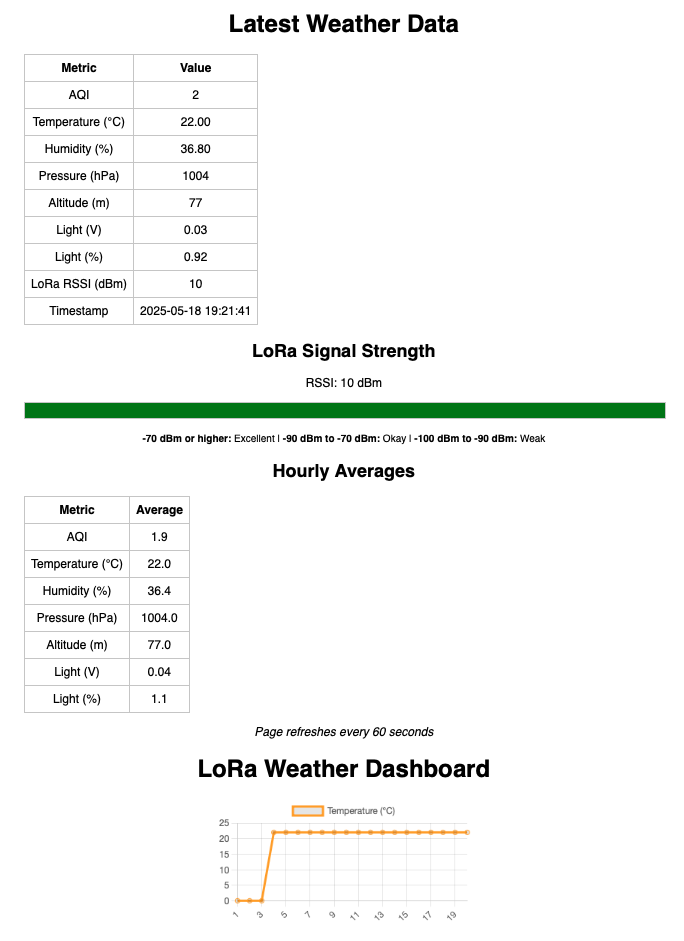 Latest Weather Data
Metric Value
AQI 2
Temperature (°C) 22.00
Humidity (%) 36.80
Pressure (hPa) 1004
Altitude (m) 77
Light (V) 0.03
Light (%) 0.92
LoRa RSSI (dBm) 10
Timestamp 2025-05-18 19:21:41
LoRa Signal Strength
RSSI: 10 dBm
-70 dBm or higher: Excellent | -90 dBm to -70 dBm: Okay | -100 dBm to -90 dBm: Weak
Hourly Averages
Metric Average
AQI 1.9
Temperature (°C) 22.0
Humidity (%) 36.4
Pressure (hPa) 1004.0
Altitude (m) 77.0
Light (V) 0.04
Light (%) 1.1
Page refreshes every 60 seconds
LoRa Weather Dashboard
Temperature (°C)
25
20
15
10
5
0
1 3 5 7 9 11 13 15 17 19